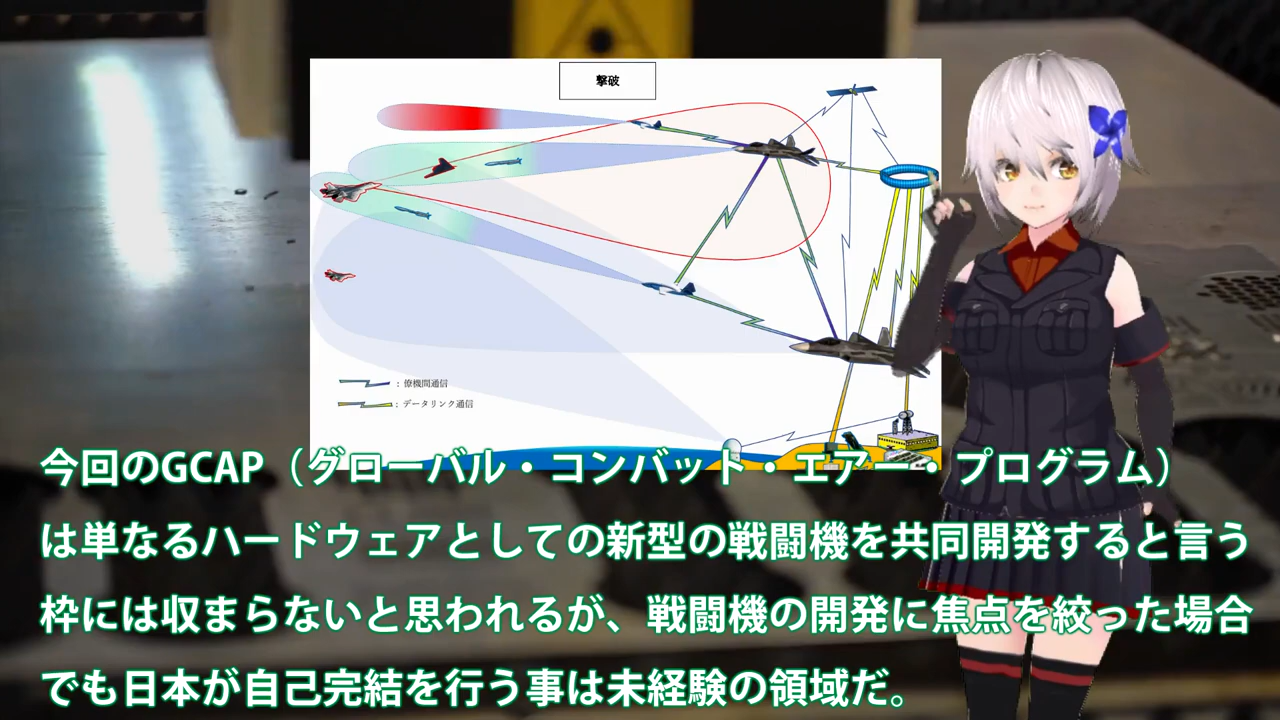 撃破
：僚機間通信
：データリンク通信
今回のGCAP（グローバル・コンバット・エアー・プログラム）
は単なるハードウェアとしての新型の戦闘機を共同開発すると言う
枠には収まらないと思われるが、戦闘機の開発に焦点を絞った場合
でも日本が自己完結を行う事は未経験の領域だ。